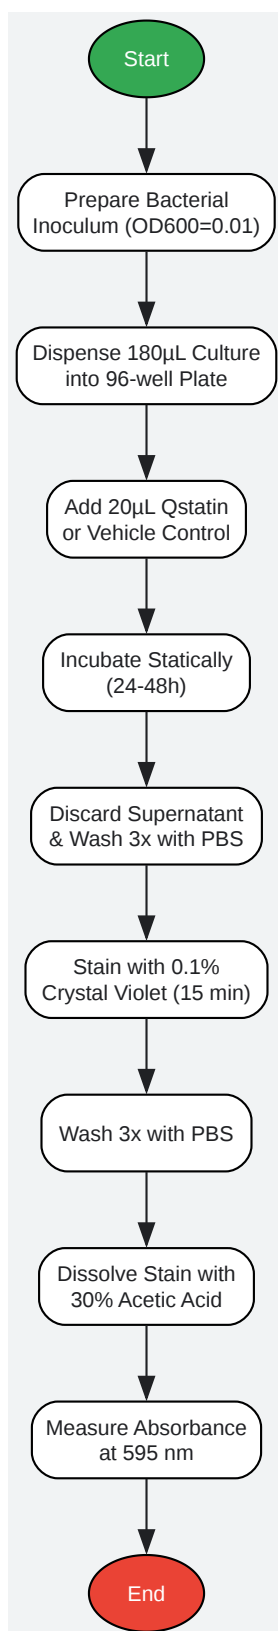 Start
Prepare Bacterial
Inoculum (OD600=0.01)
Dispense 180µL Culture
into 96-well Plate
Add 20µL Qstatin
or Vehicle Control
Incubate Statically
(24-48h)
Discard Supernatant
& Wash 3x with PBS
Stain with 0.1%
Crystal Violet (15 min)
Wash 3x with PBS
Dissolve Stain with
30% Acetic Acid
Measure Absorbance
at 595 nm
End